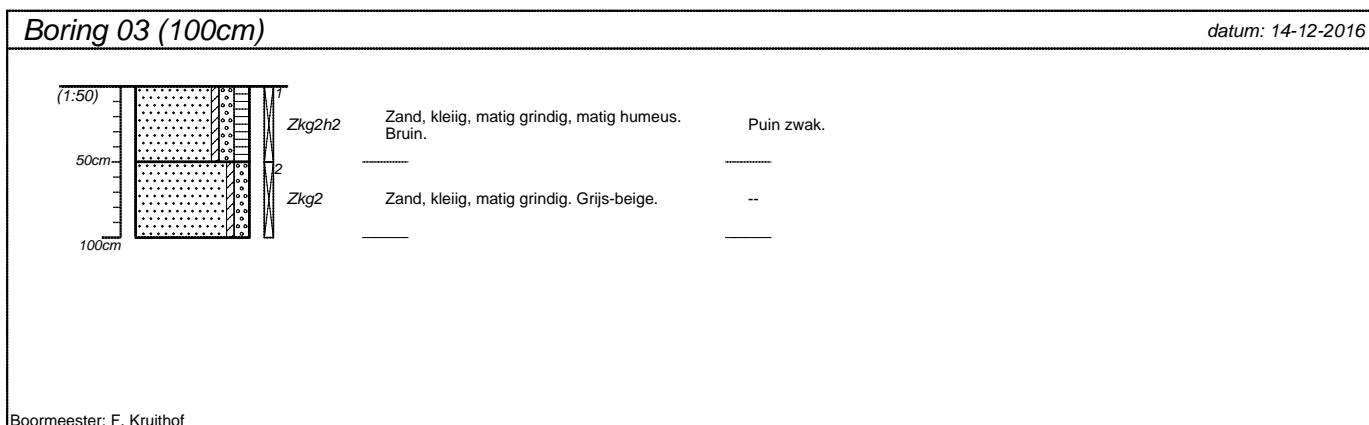 Boring 03 (100cm)
datum: 14-12-2016
(1:50)
1
Zkg2h2
Zand, kleiig, matig grindig, matig humeus.
Bruin.
Puin zwak.
50cm
2
Zkg2
Zand, kleiig, matig grindig. Grijs-beige.
--
100cm
Boormeester: F. Kruithof